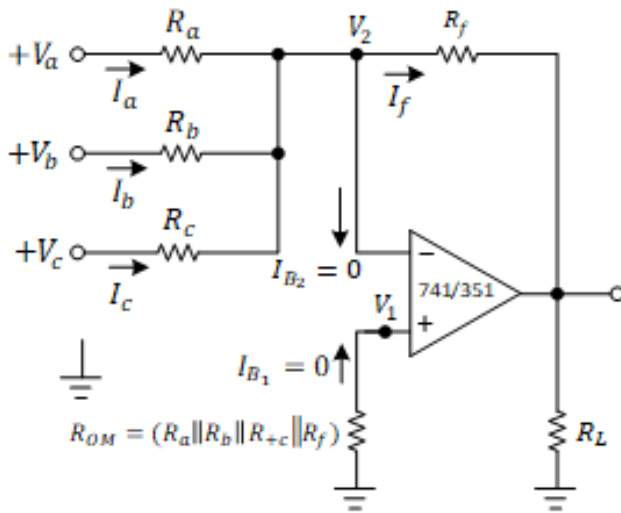 R_a
V_2
R_f
+V_a
I_a
I_f
R_b
+V_b
I_b
R_c
+V_c
I_c
I_{B_2} = 0
−
741/351
V_1
+
I_{B_1} = 0
R_{OM} = (R_a||R_b||R_{+c}||R_f)
R_L